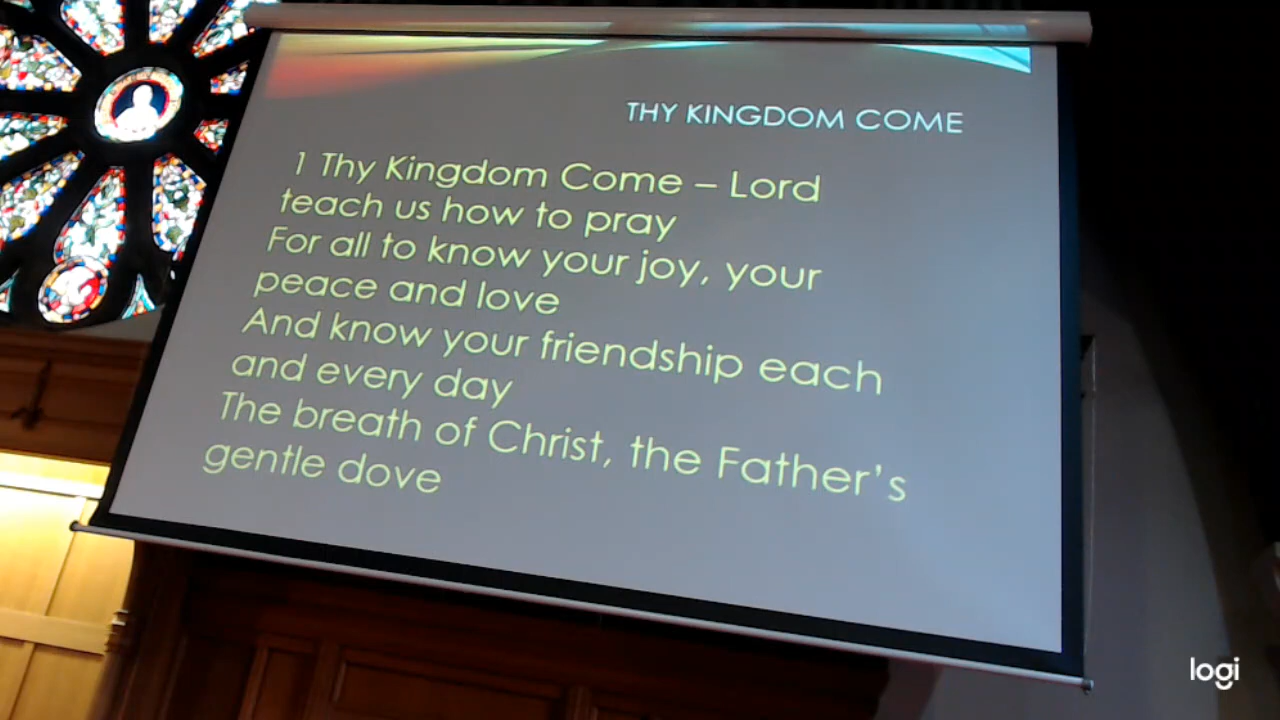 THY KINGDOM COME
1 Thy Kingdom Come – Lord
teach us how to pray
For all to know your joy, your
peace and love
And know your friendship each
and every day
The breath of Christ, the Father's
gentle dove
logi